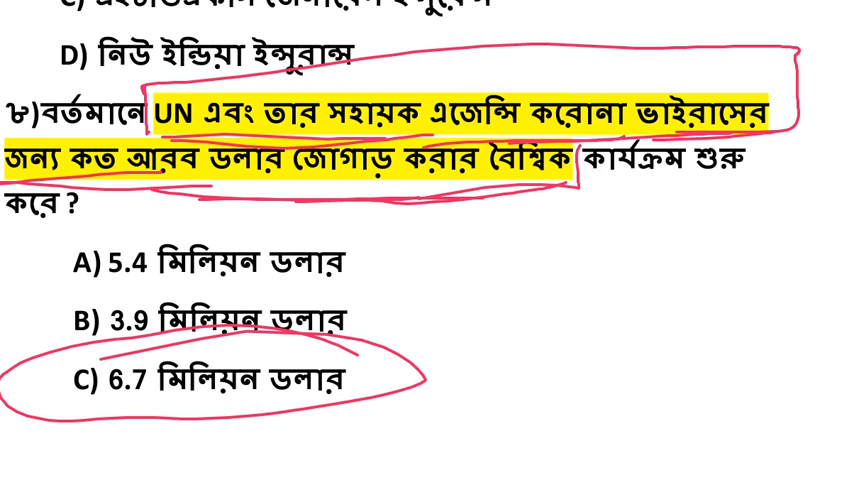 D) নিউ ইন্ডিয়া ইন্সুরান্স
৮)বর্তমানে UN এবং তার সহায়ক এজেন্সি করোনা ভাইরাসের
জন্য কত আরব ডলার জোগাড় করার বৈশ্বিক কার্যক্রম শুরু
করে ?
A) 5.4 মিলিয়ন ডলার
B) 3.9 মিলিয়ন ডলার
C) 6.7 মিলিয়ন ডলার